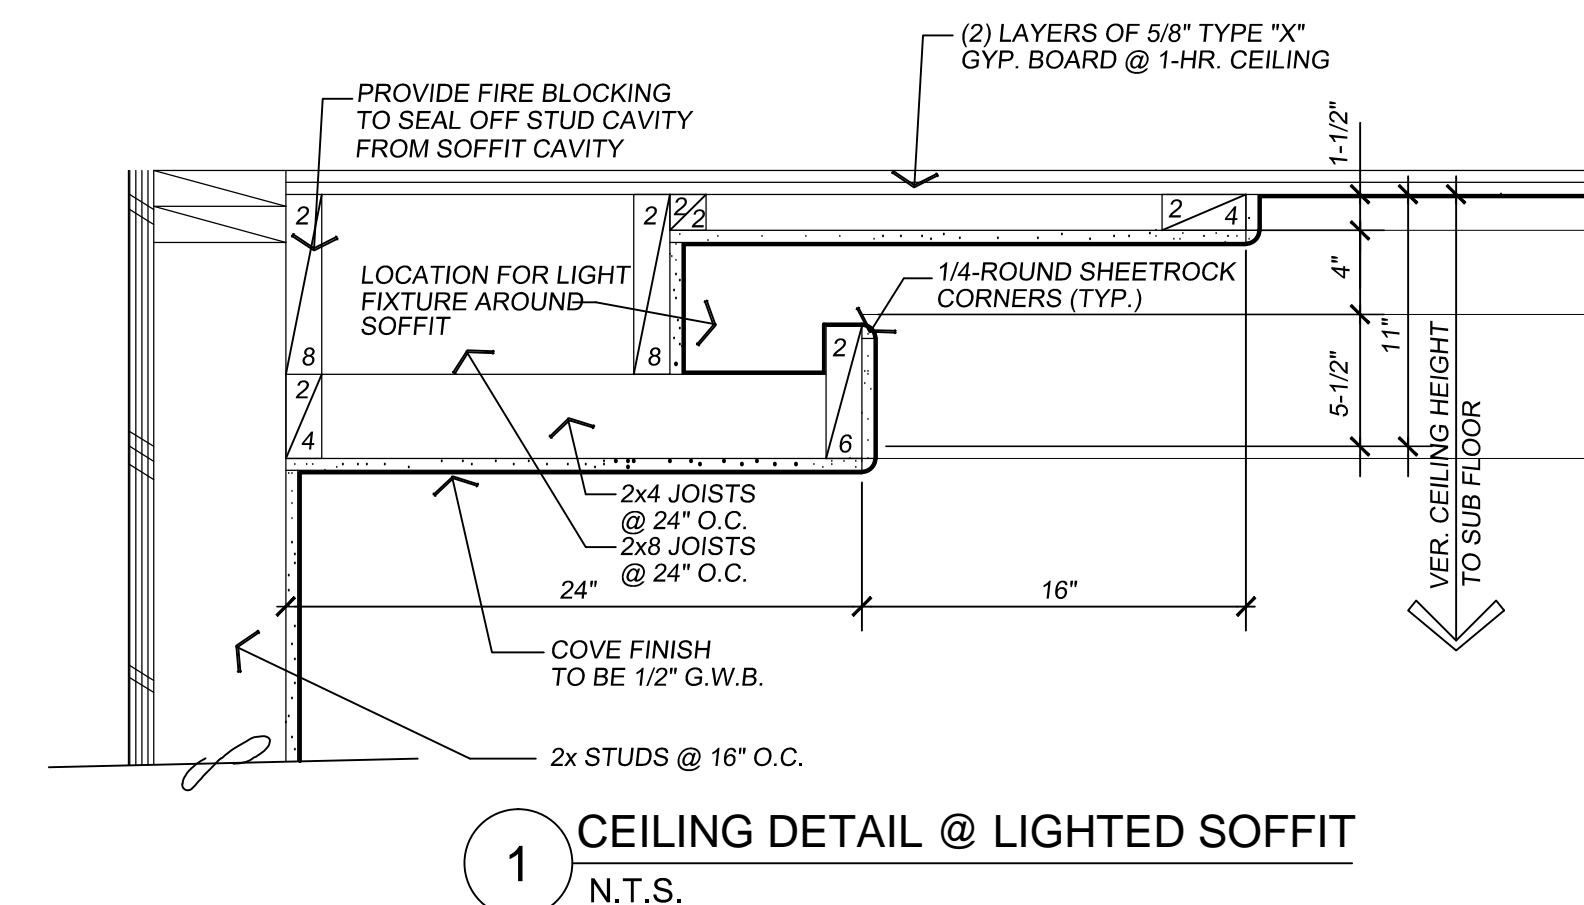 (2) LAYERS OF 5/8" TYPE "X"
GYP. BOARD @ 1-HR. CEILING
PROVIDE FIRE BLOCKING
TO SEAL OFF STUD CAVITY
FROM SOFFIT CAVITY
1-1/2"
2
2
2
2
2
4
LOCATION FOR LIGHT
FIXTURE AROUND
SOFFIT
1/4-ROUND SHEETROCK
CORNERS (TYP.)
4"
11"
8
8
2
2
4
6
5-1/2"
VER. CEILING HEIGHT
TO SUB FLOOR
2x4 JOISTS
@ 24" O.C.
2x8 JOISTS
@ 24" O.C.
24"
16"
COVE FINISH
TO BE 1/2" G.W.B.
2x STUDS @ 16" O.C.
1
CEILING DETAIL @ LIGHTED SOFFIT
N.T.S.